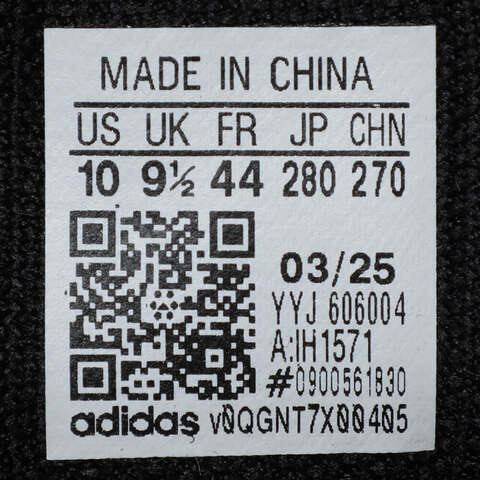 MADE IN CHINA
US UK FR JP CHN
10 9½ 44 280 270
03/25
YYJ 606004
A:IH1571
#0900561830
adidas v0QGNT7X00405